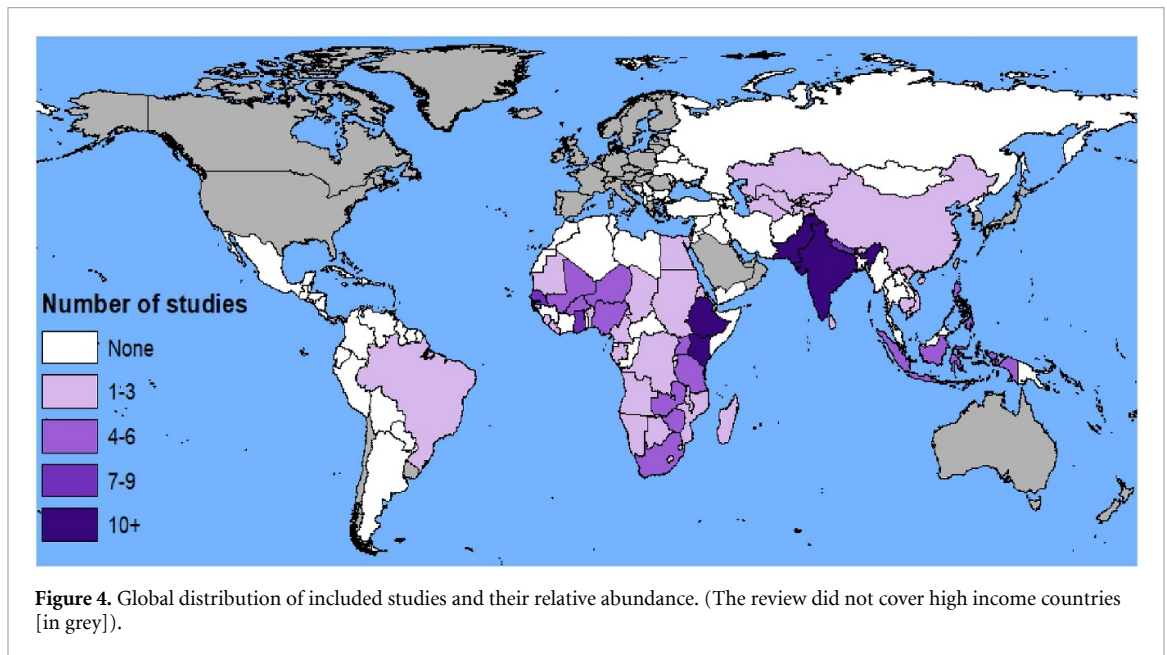 Number of studies
None
1-3
4-6
7-9
10+
Figure 4. Global distribution of included studies and their relative abundance. (The review did not cover high income countries
[in grey]).